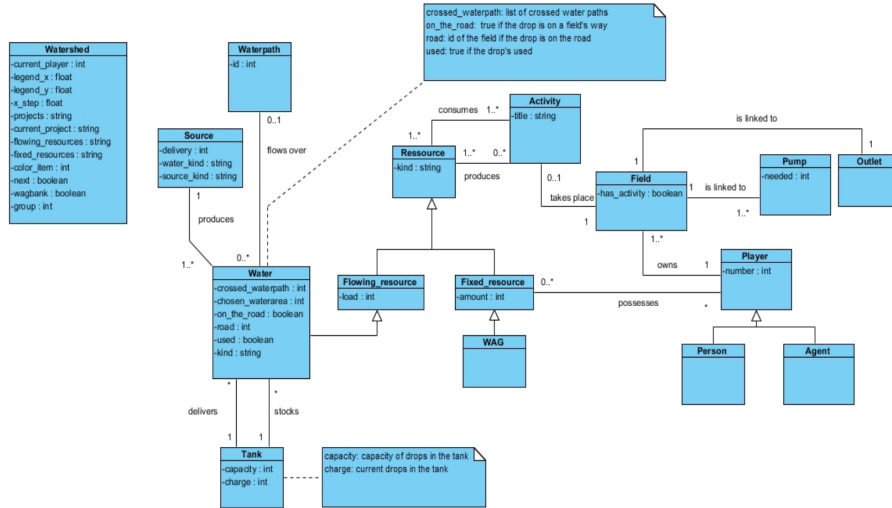 crossed_waterpath: list of crossed water paths
on_the_road: true if the drop is on a field's way
road: id of the field if the drop is on the road
used: true if the drop's used
Watershed
-current_player : int
-legend_x : float
-legend_y : float
-x_step : float
-projects : string
-current_project : string
-flowing_resources : string
-fixed_resources : string
-color_item : int
-next : boolean
-wagbank : boolean
-group : int
Waterpath
-id : int
0..1
flows over
0..*
Source
-delivery : int
-water_kind : string
-source_kind : string
1
produces
1..*
Activity
-title : string
consumes
1..*
1..*
Ressource
-kind : string
1..*
0..*
produces
0..1
takes place
1
Field
-has_activity : boolean
is linked to
1
1
Outlet
1
is linked to
1..*
Pump
-needed : int
1..*
owns
1
Player
-number : int
Water
-crossed_waterpath : int
-chosen_waterarea : int
-on_the_road : boolean
-road : int
-used : boolean
-kind : string
Flowing_resource
-load : int
Fixed_resource
-amount : int
0..*
possesses
*
WAG
Person
Agent
*
delivers
1
*
stocks
1
Tank
-capacity : int
-charge : int
capacity: capacity of drops in the tank
charge: current drops in the tank